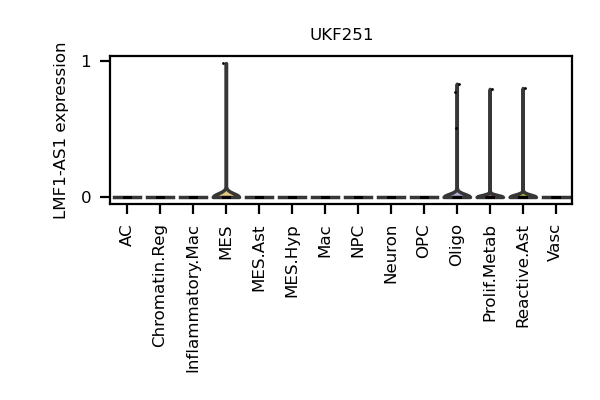 UKF251
LMF1-AS1 expression
1
0
AC
Chromatin.Reg
Inflammatory.Mac
MES
MES.Ast
MES.Hyp
Mac
NPC
Neuron
OPC
Oligo
Prolif.Metab
Reactive.Ast
Vasc